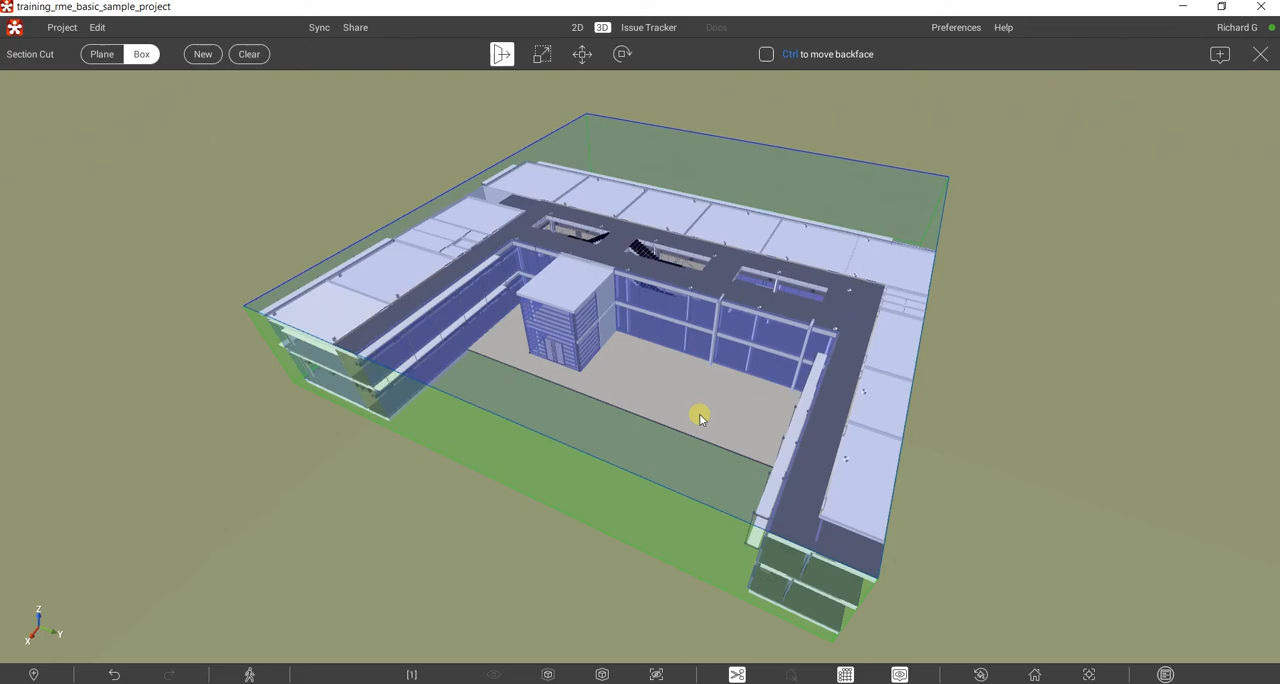 training_rme_basic_sample_project
Project Edit Sync Share 2D 3D Issue Tracker Docs Preferences Help Richard G
Section Cut Plane Box New Clear Ctrl to move backface
Z
X Y
[1]